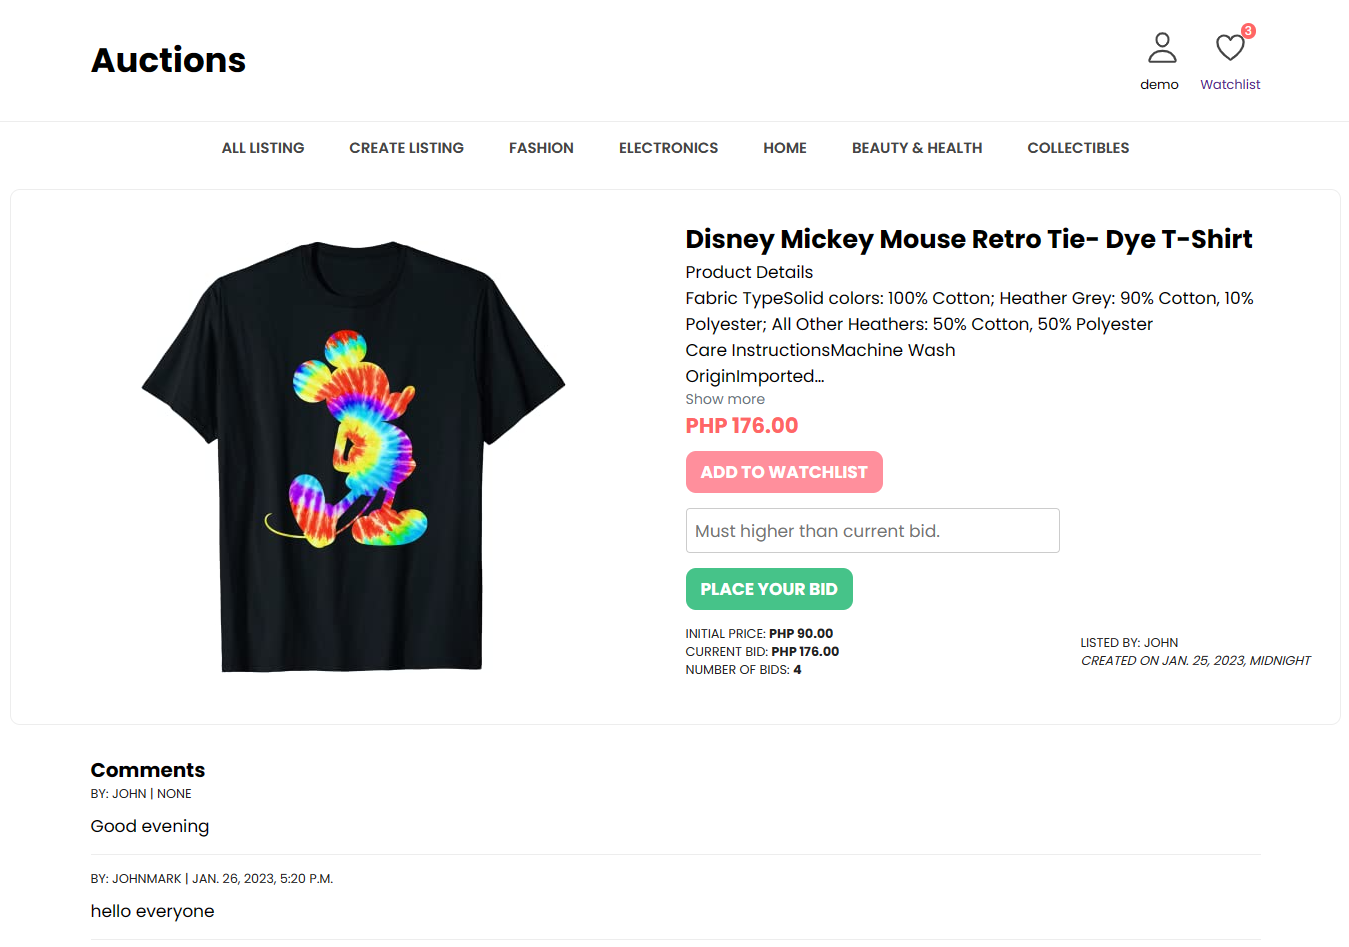 Auctions
3
demo
Watchlist
ALL LISTING
CREATE LISTING
FASHION
ELECTRONICS
HOME
BEAUTY & HEALTH
COLLECTIBLES
Disney Mickey Mouse Retro Tie- Dye T-Shirt
Product Details
Fabric TypeSolid colors: 100% Cotton; Heather Grey: 90% Cotton, 10%
Polyester; All Other Heathers: 50% Cotton, 50% Polyester
Care InstructionsMachine Wash
OriginImported...
Show more
PHP 176.00
ADD TO WATCHLIST
Must higher than current bid.
PLACE YOUR BID
INITIAL PRICE: PHP 90.00
CURRENT BID: PHP 176.00
NUMBER OF BIDS: 4
LISTED BY: JOHN
CREATED ON JAN. 25, 2023, MIDNIGHT
Comments
BY: JOHN | NONE
Good evening
BY: JOHNMARK | JAN. 26, 2023, 5:20 P.M.
hello everyone